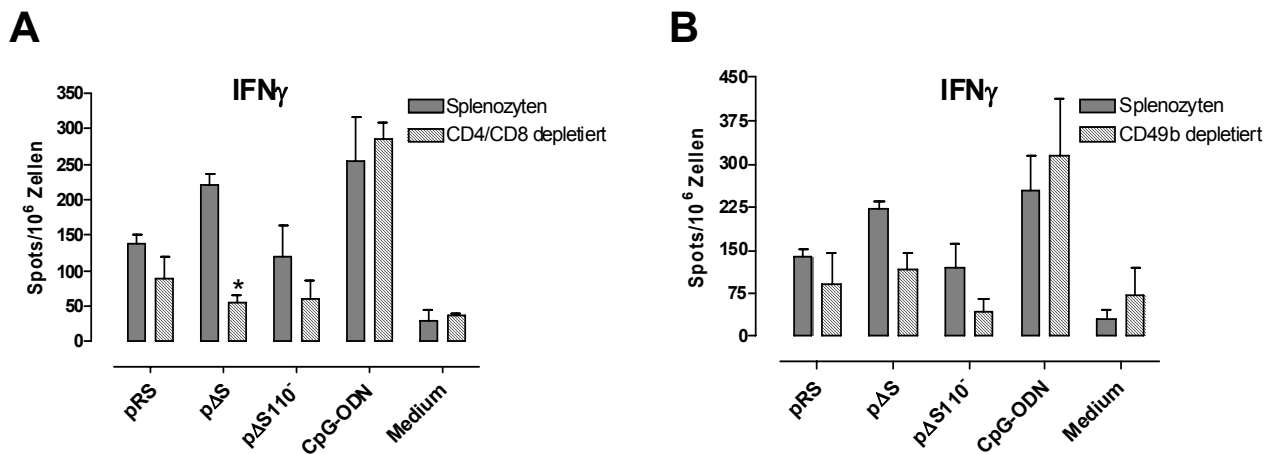 A
IFNγ
Splenozyten
CD4/CD8 depletiert
Spots/10⁶ Zellen
350
300
250
200
150
100
50
0
*
pRS
pΔS
pΔS110⁻
CpG-ODN
Medium
B
IFNγ
Splenozyten
CD49b depletiert
Spots/10⁶ Zellen
450
375
300
225
150
75
0
pRS
pΔS
pΔS110⁻
CpG-ODN
Medium